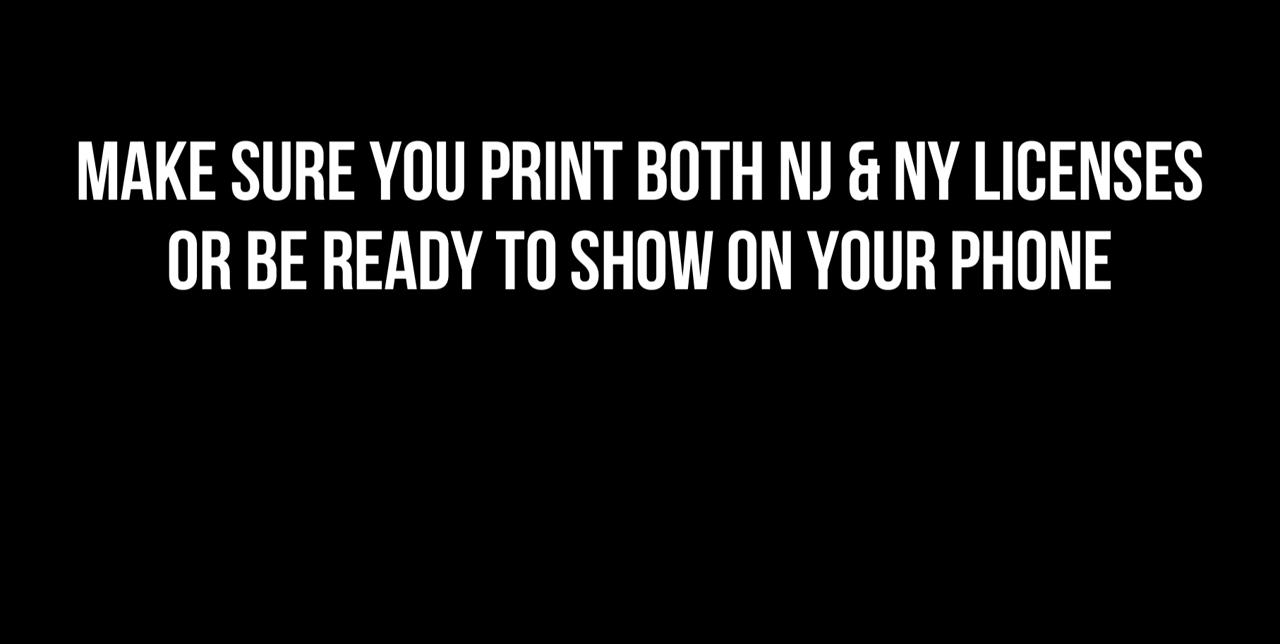 MAKE SURE YOU PRINT BOTH NJ & NY LICENSES
OR BE READY TO SHOW ON YOUR PHONE